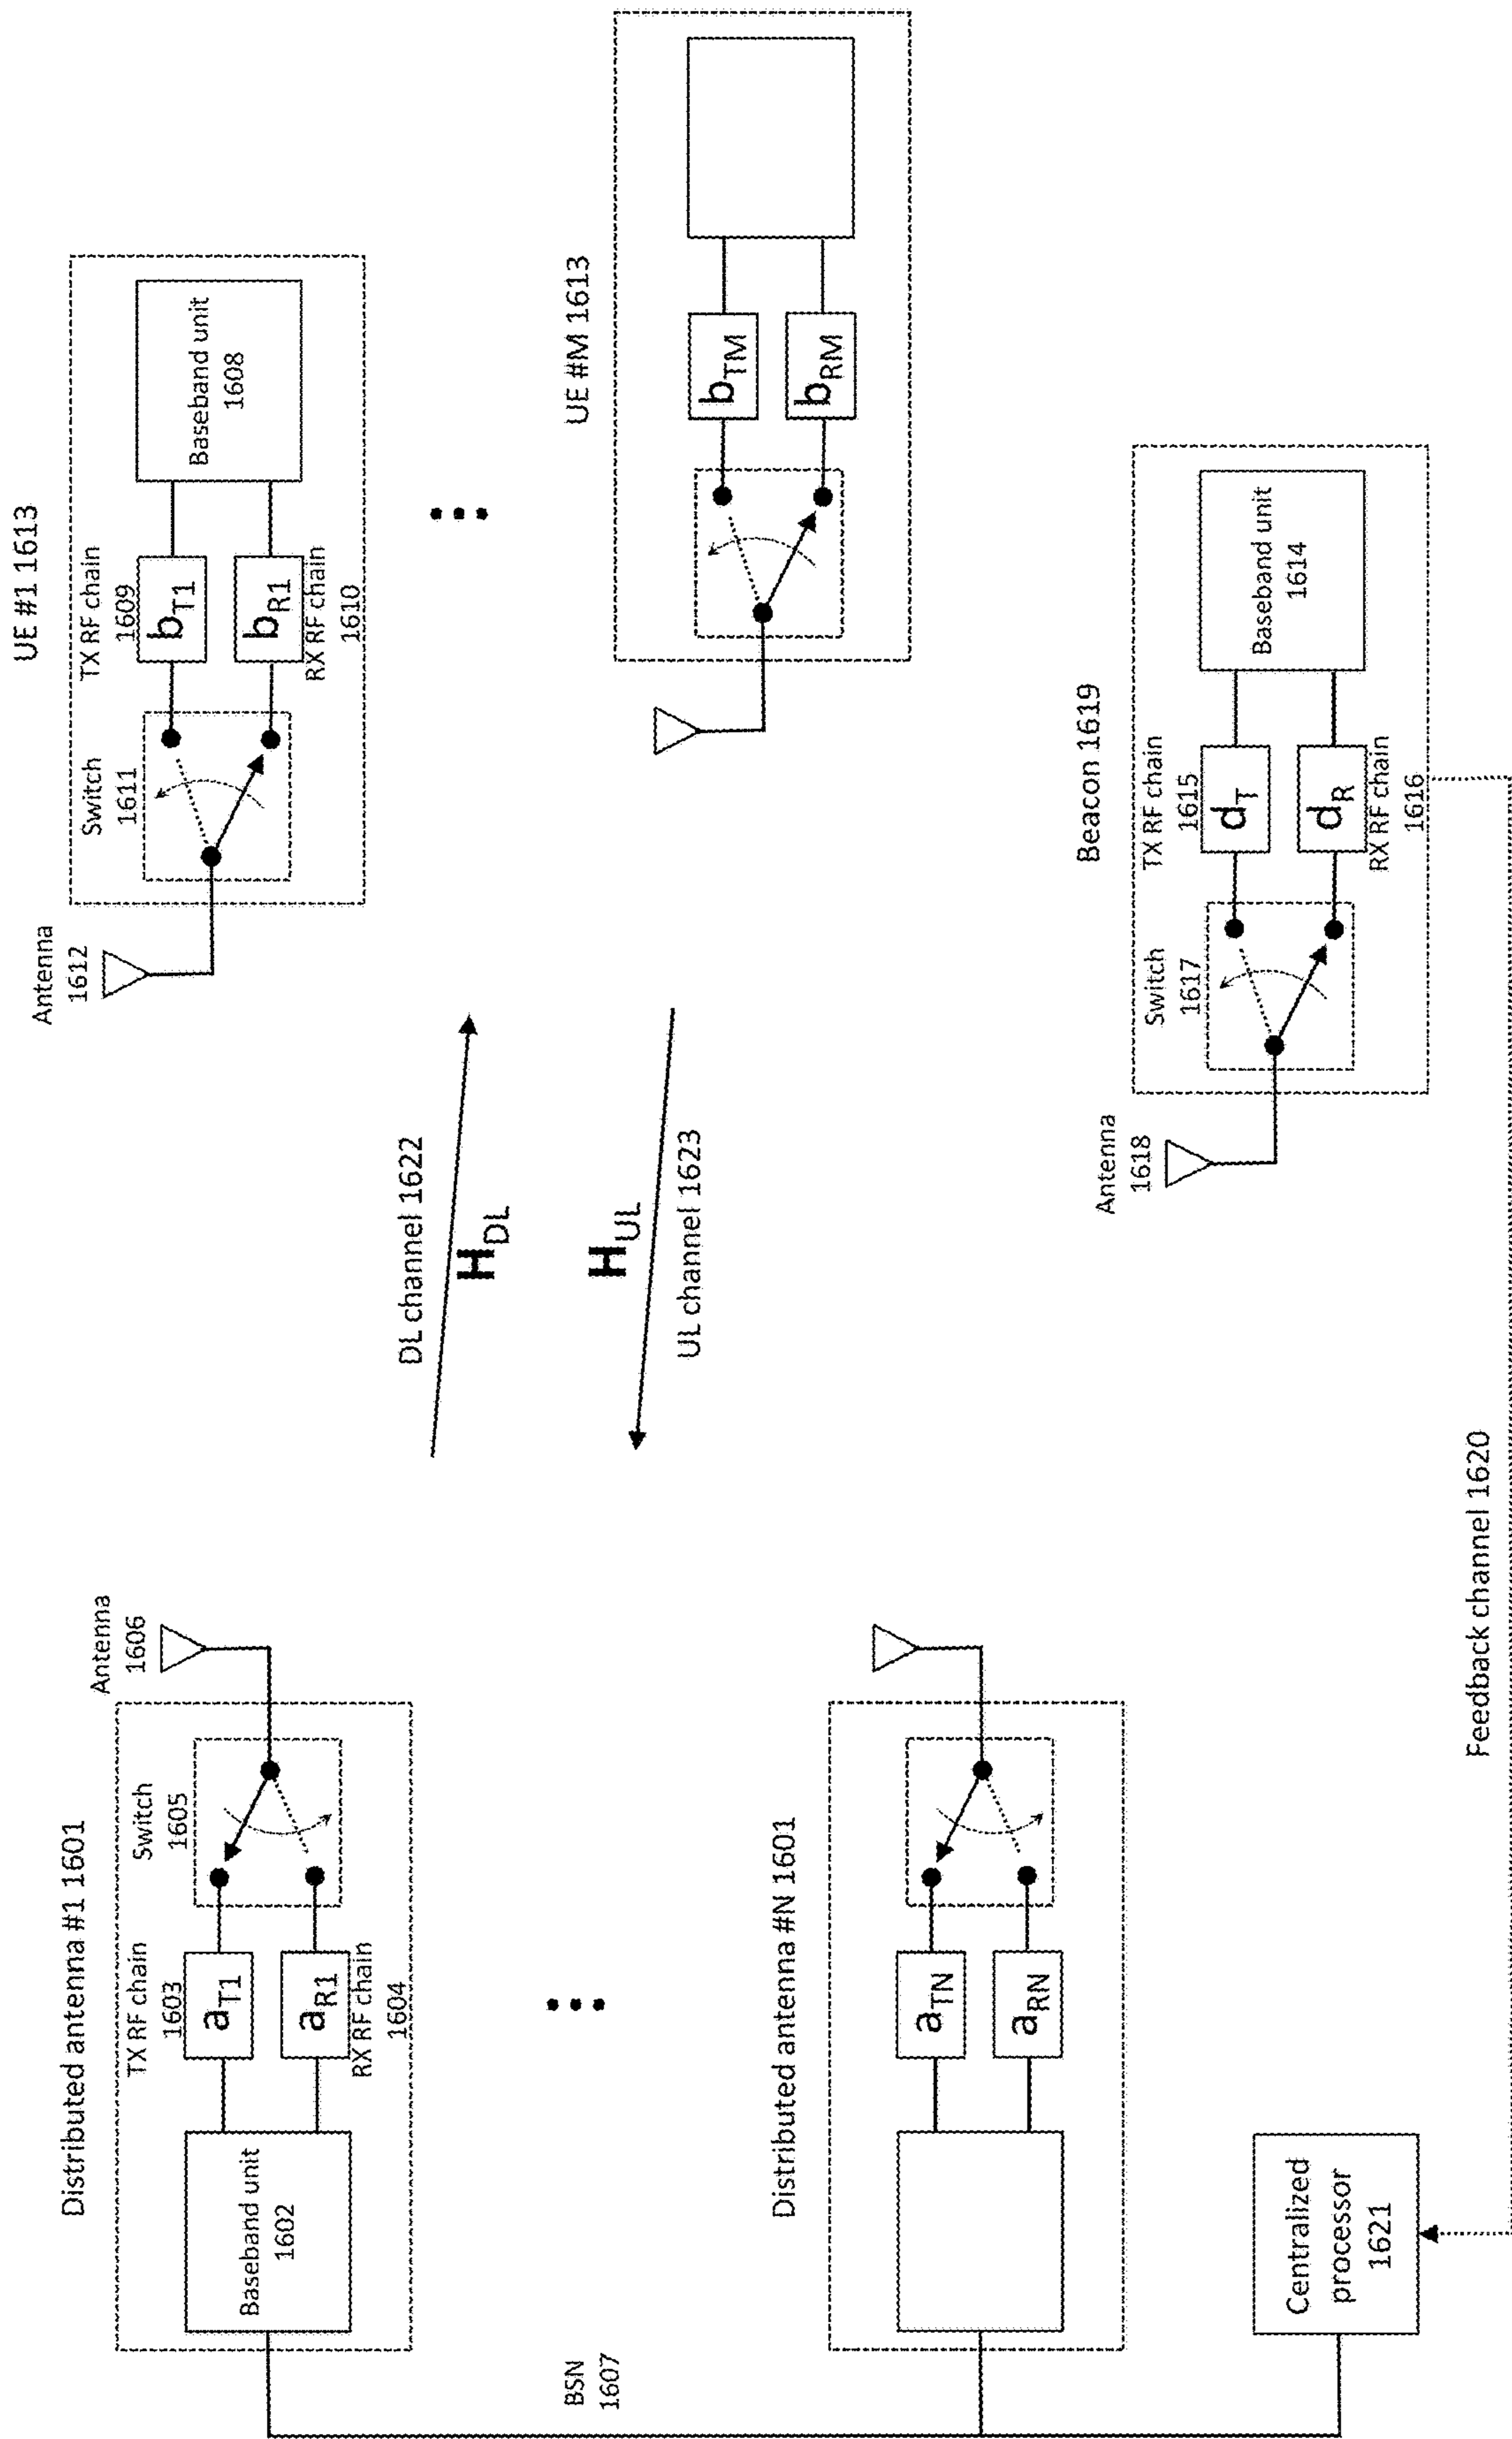 Distributed antenna #1 1601
Baseband unit
1602
TX RF chain
1603
a_T1
a_R1
RX RF chain
1604
Switch
1605
Antenna
1606
BSN
1607
Distributed antenna #N 1601
a_TN
a_RN
Centralized
processor
1621
DL channel 1622
H_DL
H_UL
UL channel 1623
UE #1 1613
Antenna
1612
Switch
1611
TX RF chain
1609
b_T1
b_R1
RX RF chain
1610
Baseband unit
1608
UE #M 1613
b_TM
b_RM
Beacon 1619
Antenna
1618
Switch
1617
TX RF chain
1615
d_T
d_R
RX RF chain
1616
Baseband unit
1614
Feedback channel 1620